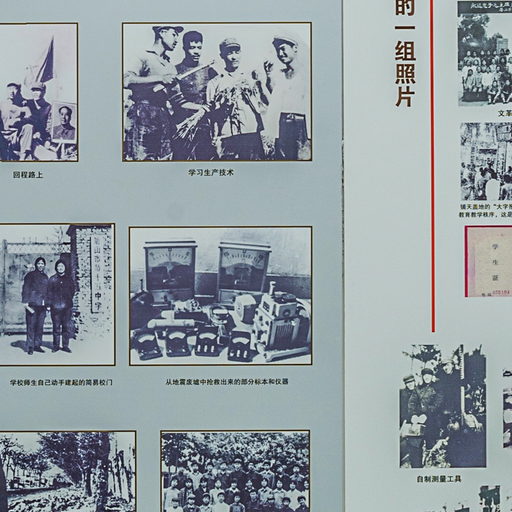 回程路上
学习生产技术
学校师生自己动手建起的简易校门
从地震废墟中抢救出来的部分标本和仪器
的一组照片
文革
铺天盖地的“大字报
教育教学秩序，这是
学生证
自制测量工具